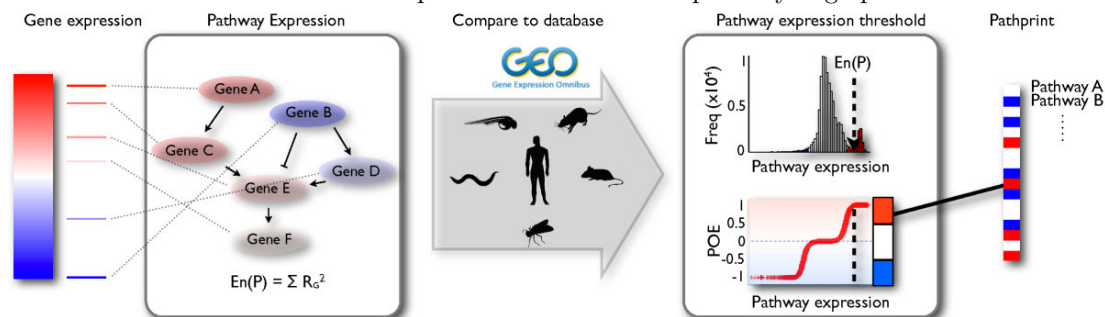 Gene expression
Pathway Expression
Compare to database
Pathway expression threshold
Pathprint
Gene A
Gene B
Gene C
Gene D
Gene E
Gene F
En(P) = Σ R_G²
GEO
Gene Expression Omnibus
En(P)
Freq (x10⁴)
1
0.5
0
Pathway expression
POE
1
0.5
0
-0.5
-1
Pathway expression
Pathway A
Pathway B